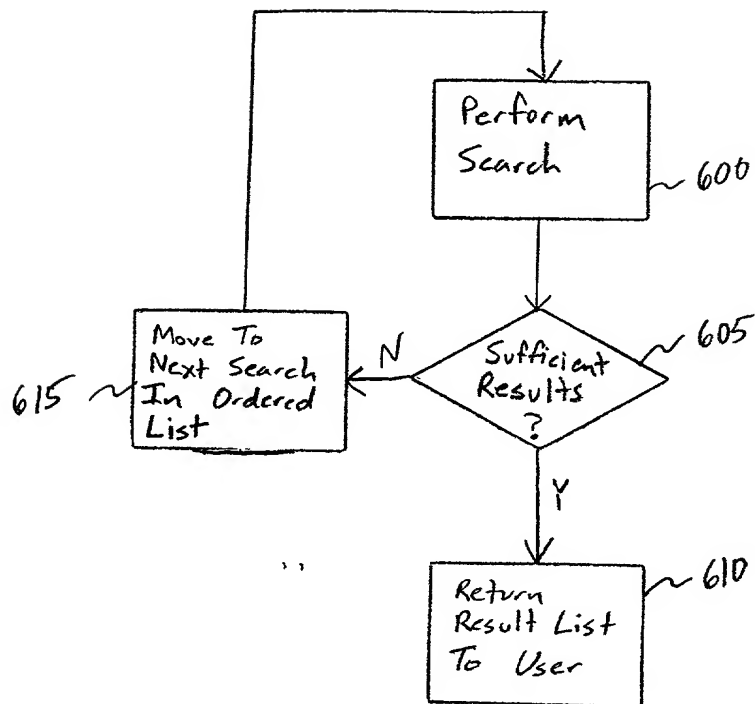 Perform
Search
600
Sufficient
Results
?
605
N
Move To
Next Search
In Ordered
List
615
Y
Return
Result List
To User
610